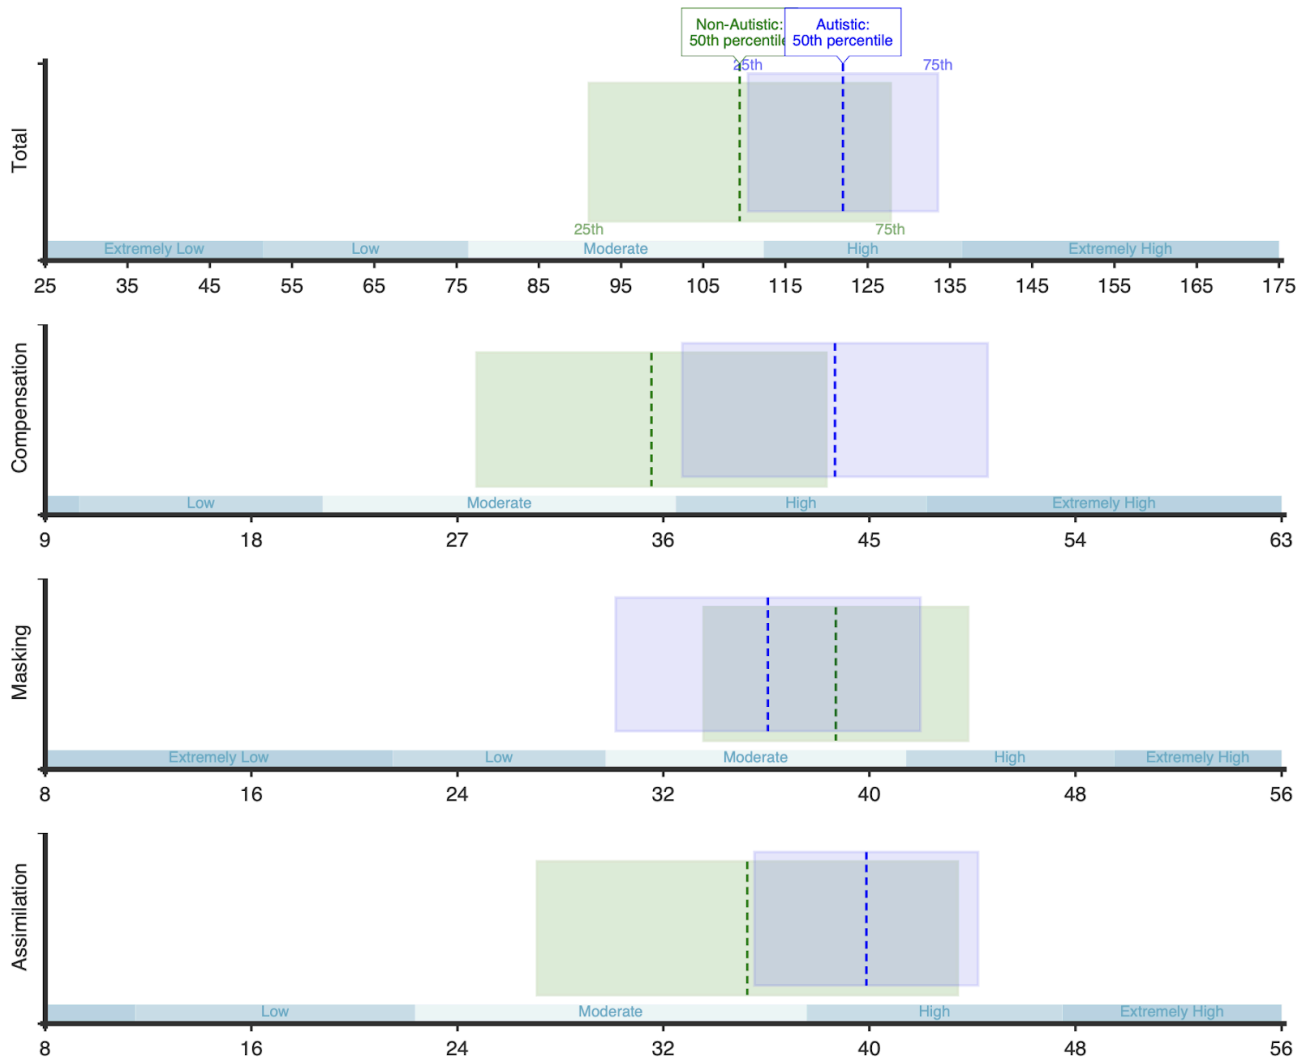 Non-Autistic:
50th percentile
Autistic:
50th percentile
25th
75th
Total
25th
75th
Extremely Low
Low
Moderate
High
Extremely High
25
35
45
55
65
75
85
95
105
115
125
135
145
155
165
175
Compensation
Low
Moderate
High
Extremely High
9
18
27
36
45
54
63
Masking
Extremely Low
Low
Moderate
High
Extremely High
8
16
24
32
40
48
56
Assimilation
Low
Moderate
High
Extremely High
8
16
24
32
40
48
56